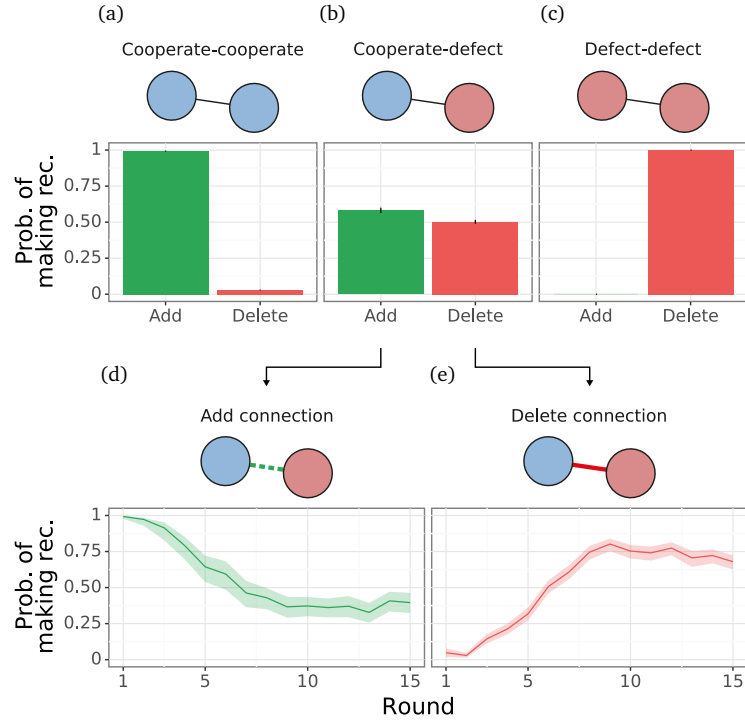 (a)
Cooperate-cooperate
(b)
Cooperate-defect
(c)
Defect-defect
Prob. of
making rec.
1
0.75
0.50
0.25
0
Add
Delete
Add
Delete
Add
Delete
(d)
Add connection
(e)
Delete connection
Prob. of
making rec.
1
0.75
0.50
0.25
0
1
5
10
15
1
5
10
15
Round